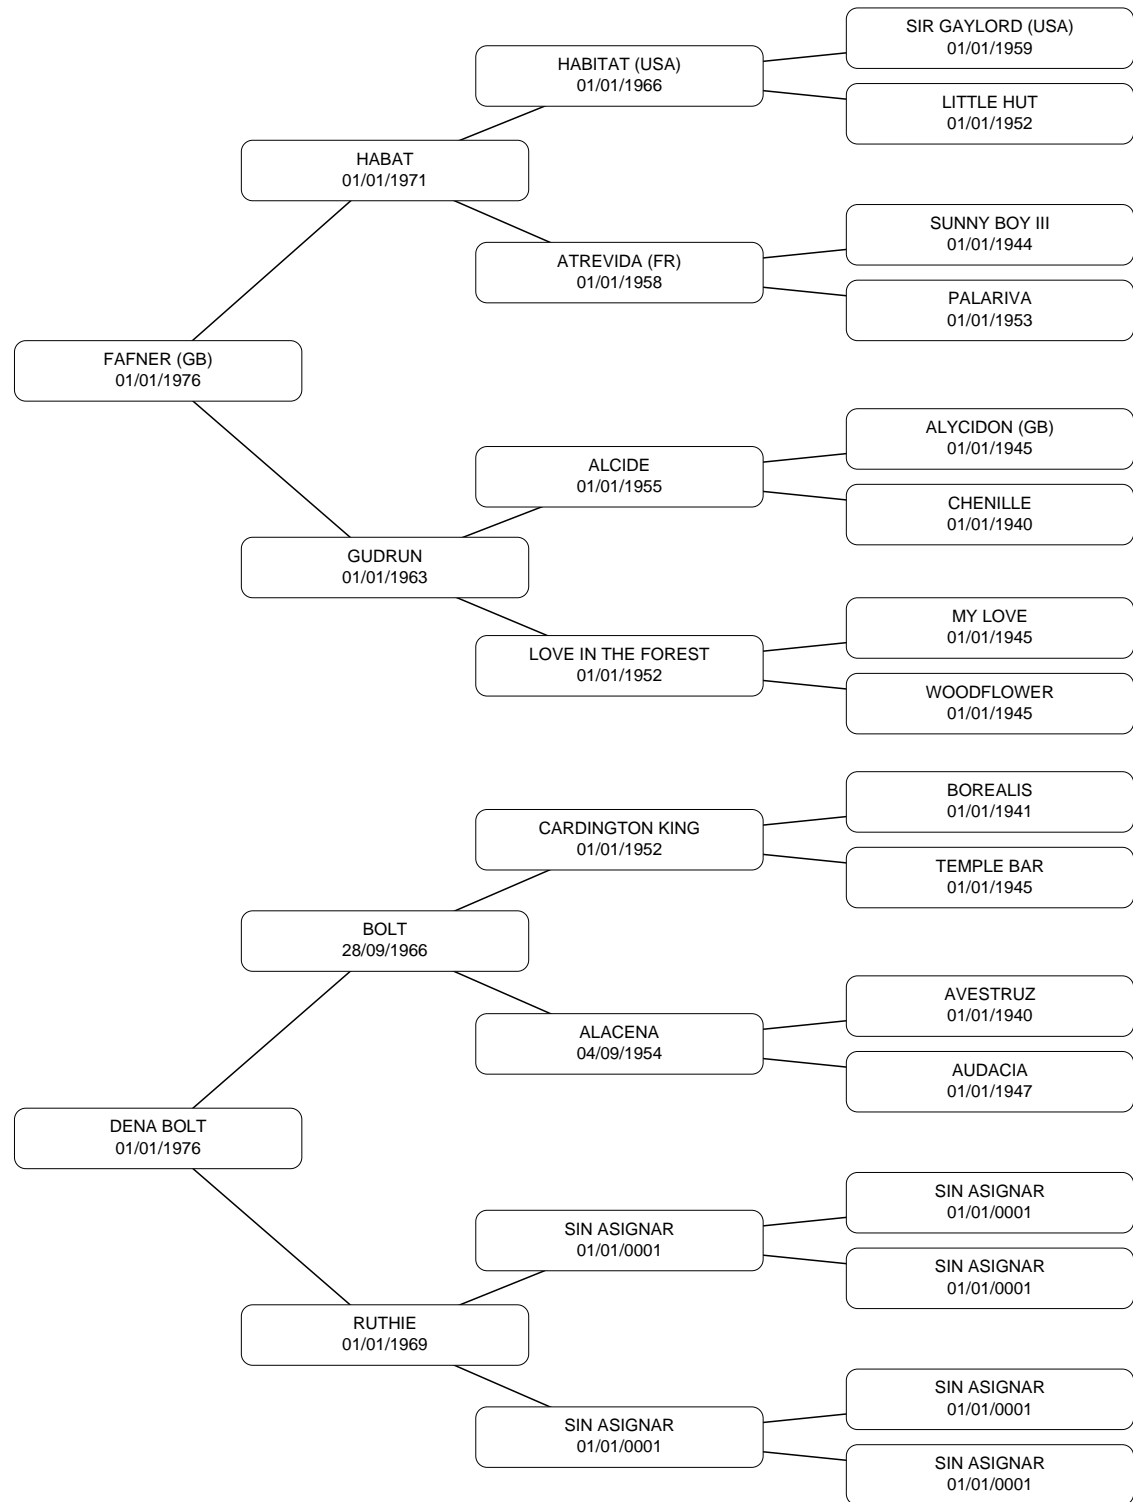 SIR GAYLORD (USA)
01/01/1959
HABITAT (USA)
01/01/1966
LITTLE HUT
01/01/1952
HABAT
01/01/1971
SUNNY BOY III
01/01/1944
ATREVIDA (FR)
01/01/1958
PALARIVA
01/01/1953
FAFNER (GB)
01/01/1976
ALYCIDON (GB)
01/01/1945
ALCIDE
01/01/1955
CHENILLE
01/01/1940
GUDRUN
01/01/1963
MY LOVE
01/01/1945
LOVE IN THE FOREST
01/01/1952
WOODFLOWER
01/01/1945
BOREALIS
01/01/1941
CARDINGTON KING
01/01/1952
TEMPLE BAR
01/01/1945
BOLT
28/09/1966
AVESTRUZ
01/01/1940
ALACENA
04/09/1954
AUDACIA
01/01/1947
DENA BOLT
01/01/1976
SIN ASIGNAR
01/01/0001
SIN ASIGNAR
01/01/0001
SIN ASIGNAR
01/01/0001
RUTHIE
01/01/1969
SIN ASIGNAR
01/01/0001
SIN ASIGNAR
01/01/0001
SIN ASIGNAR
01/01/0001